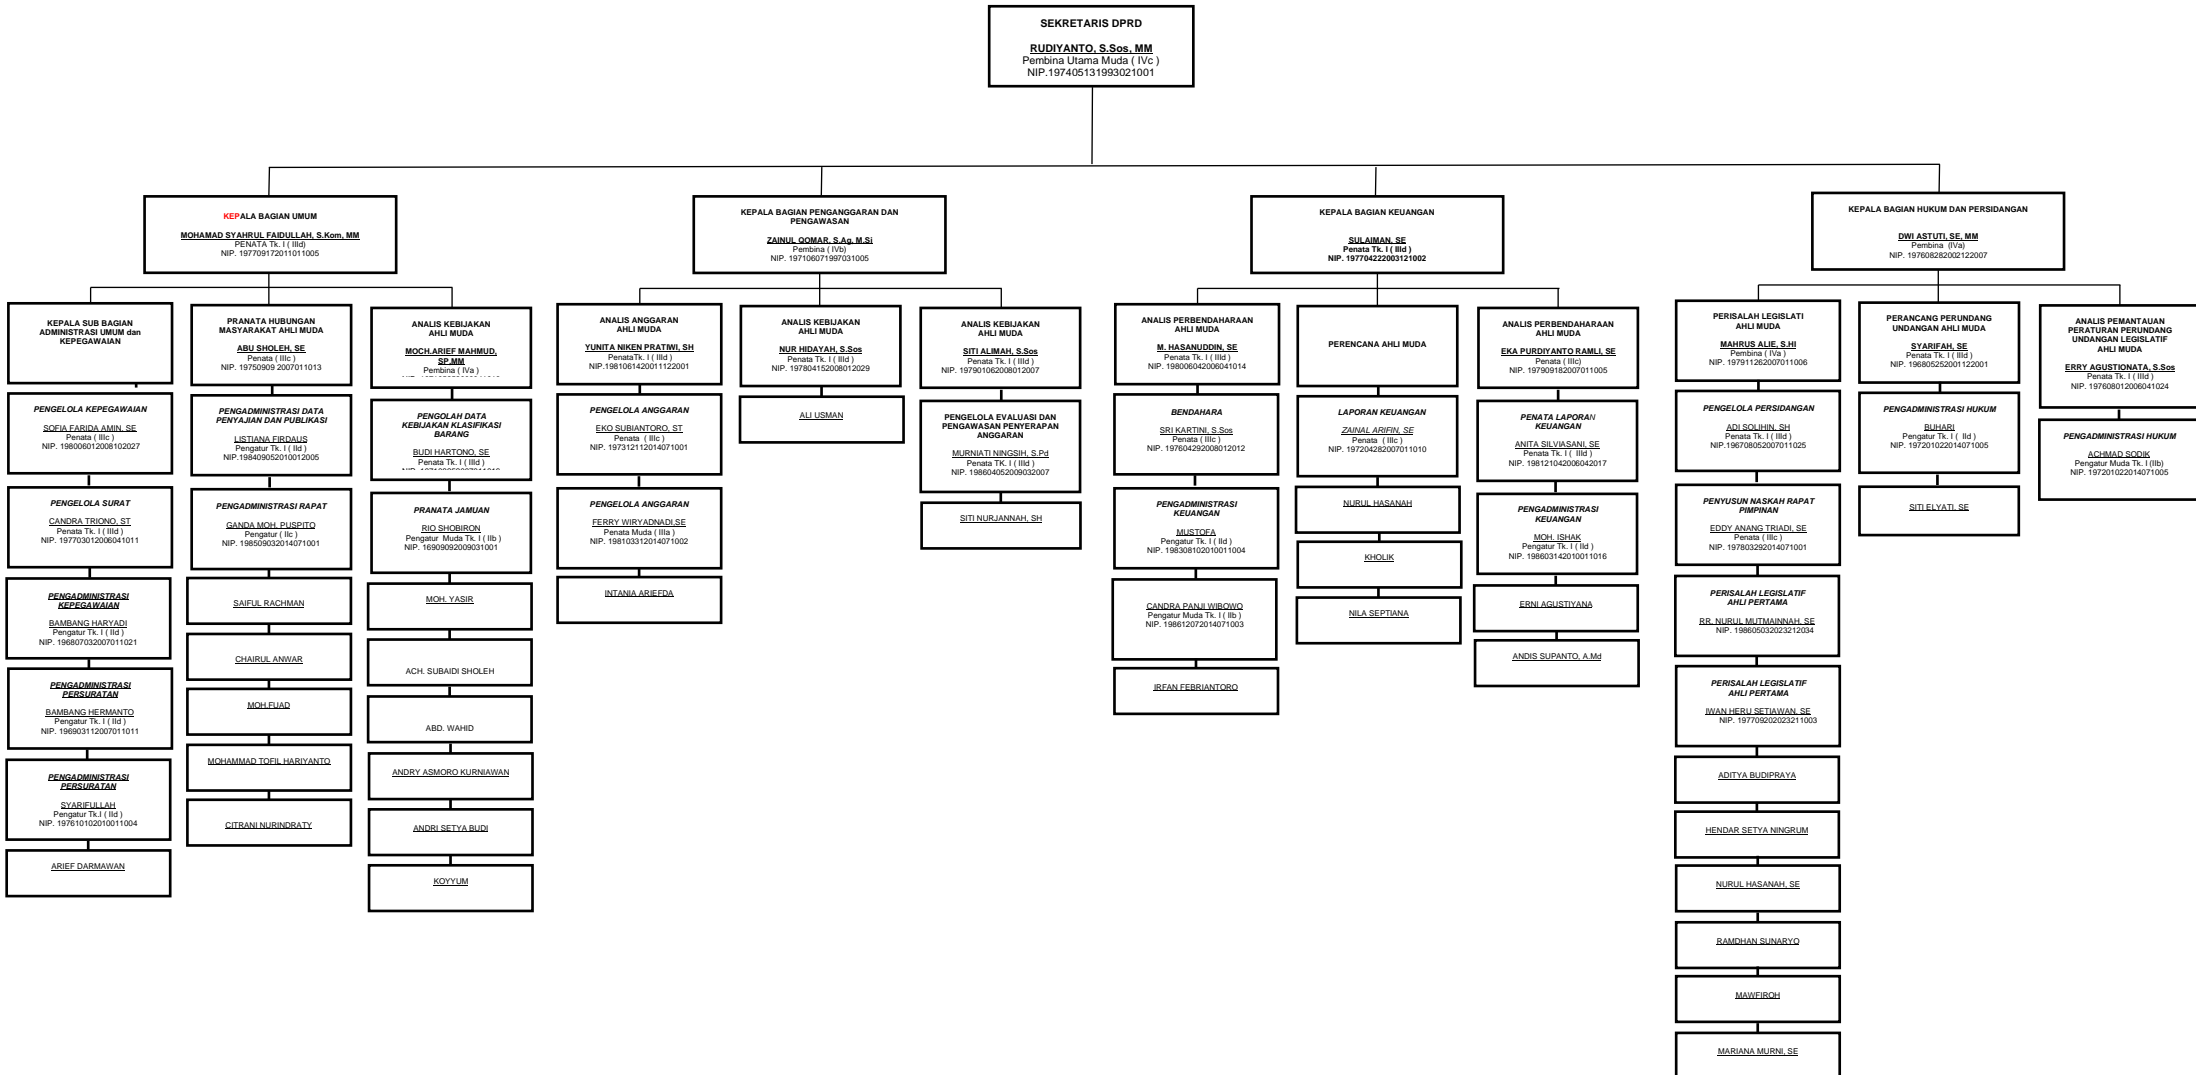 SEKRETARIS DPRD
RUDIYANTO, S.Sos, MM
Pembina Utama Muda ( IVc )
NIP.197405131993021001
KEPALA BAGIAN UMUM
MOHAMAD SYAHRUL FAIDULLAH, S.Kom, MM
PENATA Tk. I ( IIId)
NIP. 197709172011011005
KEPALA BAGIAN PENGANGGARAN DAN
PENGAWASAN
ZAINUL QOMAR, S.Ag, M.Si
Pembina ( IVb)
NIP. 197106071997031005
KEPALA BAGIAN KEUANGAN
SULAIMAN, SE
Penata Tk. I ( IIId )
NIP. 197704222003121002
KEPALA BAGIAN HUKUM DAN PERSIDANGAN
DWI ASTUTI, SE, MM
Pembina (IVa)
NIP. 197608282002122007
KEPALA SUB BAGIAN
ADMINISTRASI UMUM dan
KEPEGAWAIAN
PENGELOLA KEPEGAWAIAN
SOFIA FARIDA AMIN, SE
Penata ( IIIc )
NIP. 198006012008102027
PENGELOLA SURAT
CANDRA TRIONO, ST
Penata Tk. I ( IIId )
NIP. 197703012006041011
PENGADMINISTRASI
KEPEGAWAIAN
BAMBANG HARYADI
Pengatur Tk. I ( IId )
NIP. 196807032007011021
PENGADMINISTRASI
PERSURATAN
BAMBANG HERMANTO
Pengatur Tk. I ( IId )
NIP. 196903112007011011
PENGADMINISTRASI
PERSURATAN
SYARIFULLAH
Pengatur Tk.I ( IId )
NIP. 197610102010011004
ARIEF DARMAWAN
PRANATA HUBUNGAN
MASYARAKAT AHLI MUDA
ABU SHOLEH, SE
Penata ( IIIc )
NIP. 19750909 2007011013
PENGADMINISTRASI DATA
PENYAJIAN DAN PUBLIKASI
LISTIANA FIRDAUS
Pengatur Tk. I ( IId )
NIP.198409052010012005
PENGADMINISTRASI RAPAT
GANDA MOH. PUSPITO
Pengatur ( IIc )
NIP. 198509032014071001
SAIFUL RACHMAN
CHAIRUL ANWAR
MOH.FUAD
MOHAMMAD TOFIL HARIYANTO
CITRANI NURINDRATY
ANALIS KEBIJAKAN
AHLI MUDA
MOCH.ARIEF MAHMUD,
SP.MM
Pembina ( IVa )
PENGOLAH DATA
KEBIJAKAN KLASIFIKASI
BARANG
BUDI HARTONO, SE
Penata Tk. I ( IIId )
PRANATA JAMUAN
RIO SHOBIRON
Pengatur Muda Tk. I ( IIb )
NIP. 16909092009031001
MOH. YASIR
ACH. SUBAIDI SHOLEH
ABD. WAHID
ANDRY ASMORO KURNIAWAN
ANDRI SETYA BUDI
KOYYUM
ANALIS ANGGARAN
AHLI MUDA
YUNITA NIKEN PRATIWI, SH
PenataTk. I ( IIId )
NIP.1981061420011122001
PENGELOLA ANGGARAN
EKO SUBIANTORO, ST
Penata ( IIIc )
NIP. 197312112014071001
PENGELOLA ANGGARAN
FERRY WIRYADNADI,SE
Penata Muda ( IIIa )
NIP. 198103312014071002
INTANIA ARIEFDA
ANALIS KEBIJAKAN
AHLI MUDA
NUR HIDAYAH, S.Sos
Penata Tk. I ( IIId )
NIP. 197804152008012029
ALI USMAN
ANALIS KEBIJAKAN
AHLI MUDA
SITI ALIMAH, S.Sos
Penata Tk. I ( IIId )
NIP. 197901062008012007
PENGELOLA EVALUASI DAN
PENGAWASAN PENYERAPAN
ANGGARAN
MURNIATI NINGSIH, S.Pd
Penata TK. I ( IIId )
NIP. 198604052009032007
SITI NURJANNAH, SH
ANALIS PERBENDAHARAAN
AHLI MUDA
M. HASANUDDIN, SE
Penata Tk. I ( IIId )
NIP. 198006042006041014
BENDAHARA
SRI KARTINI, S.Sos
Penata ( IIIc )
NIP. 197604292008012012
PENGADMINISTRASI
KEUANGAN
MUSTOFA
Pengatur Tk. I ( IId )
NIP. 198308102010011004
CANDRA PANJI WIBOWO
Pengatur Muda Tk. I ( IIb )
NIP. 198612072014071003
IRFAN FEBRIANTORO
PERENCANA AHLI MUDA
LAPORAN KEUANGAN
ZAINAL ARIFIN, SE
Penata ( IIIc )
NIP. 197204282007011010
NURUL HASANAH
KHOLIK
NILA SEPTIANA
ANALIS PERBENDAHARAAN
AHLI MUDA
EKA PURDIYANTO RAMLI, SE
Penata ( IIIc)
NIP. 197909182007011005
PENATA LAPORAN
KEUANGAN
ANITA SILVIASANI, SE
Penata Tk. I ( IIId )
NIP. 198121042006042017
PENGADMINISTRASI
KEUANGAN
MOH. ISHAK
Pengatur Tk. I ( IId )
NIP. 198603142010011016
ERNI AGUSTIYANA
ANDIS SUPANTO, A.Md
PERISALAH LEGISLATI
AHLI MUDA
MAHRUS ALIE, S.HI
Pembina ( IVa )
NIP. 197911262007011006
PENGELOLA PERSIDANGAN
ADI SOLIHIN, SH
Penata Tk. I ( IIId )
NIP.196708052007011025
PENYUSUN NASKAH RAPAT
PIMPINAN
EDDY ANANG TRIADI, SE
Penata ( IIIc )
NIP. 197803292014071001
PERISALAH LEGISLATIF
AHLI PERTAMA
RR. NURUL MUTMAINNAH, SE
NIP. 198605032023212034
PERISALAH LEGISLATIF
AHLI PERTAMA
IWAN HERU SETIAWAN, SE
NIP. 197709202023211003
ADITYA BUDIPRAYA
HENDAR SETYA NINGRUM
NURUL HASANAH, SE
RAMDHAN SUNARYO
MAWFIROH
MARIANA MURNI, SE
PERANCANG PERUNDANG
UNDANGAN AHLI MUDA
SYARIFAH, SE
Penata Tk. I ( IIId )
NIP. 196805252001122001
PENGADMINISTRASI HUKUM
BUHARI
Pengatur Tk. I ( IId )
NIP. 197201022014071005
SITI ELYATI, SE
ANALIS PEMANTAUAN
PERATURAN PERUNDANG
UNDANGAN LEGISLATIF
AHLI MUDA
ERRY AGUSTIONATA, S.Sos
Penata Tk. I ( IIId )
NIP. 197608012006041024
PENGADMINISTRASI HUKUM
ACHMAD SODIK
Pengatur Muda Tk. I (IIb)
NIP. 197201022014071005